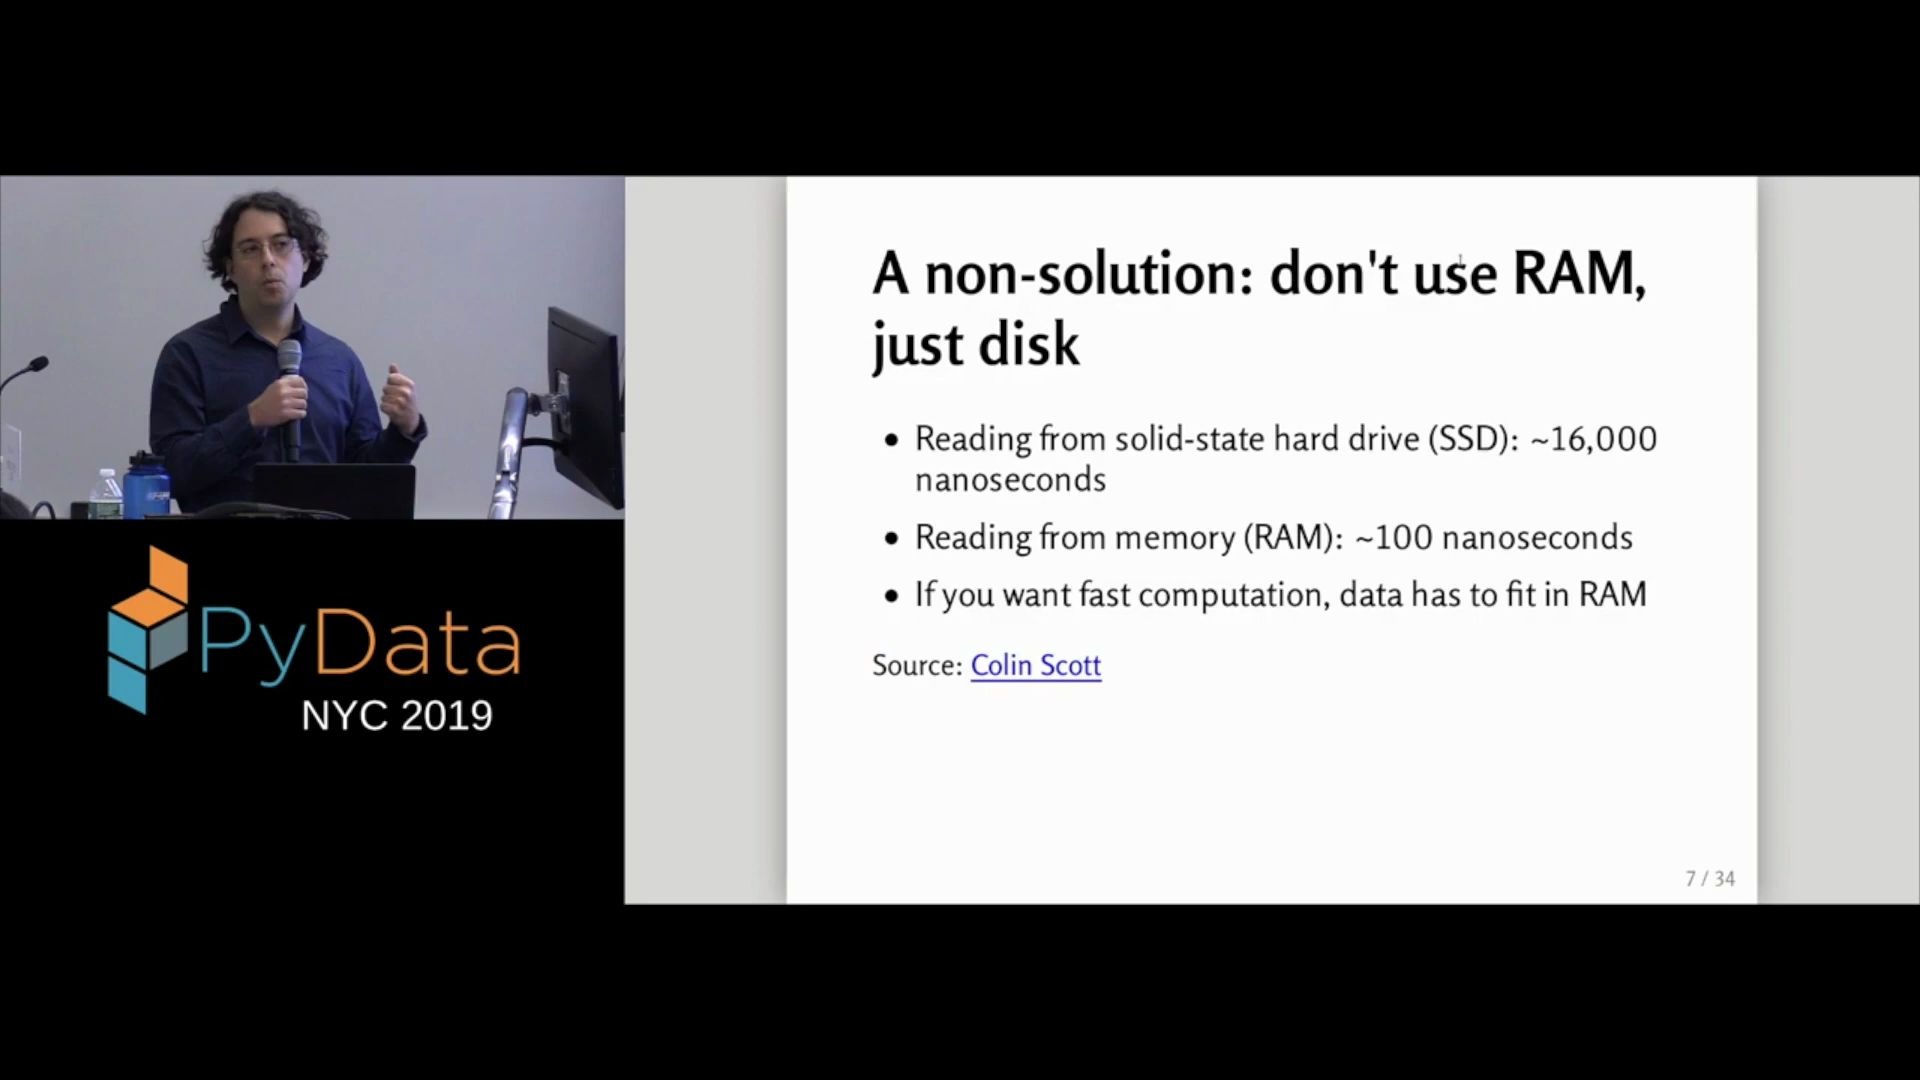 A non-solution: don't use RAM,
just disk
• Reading from solid-state hard drive (SSD): ~16,000
nanoseconds
• Reading from memory (RAM): ~100 nanoseconds
• If you want fast computation, data has to fit in RAM
Source: Colin Scott
7 / 34
PyData
NYC 2019